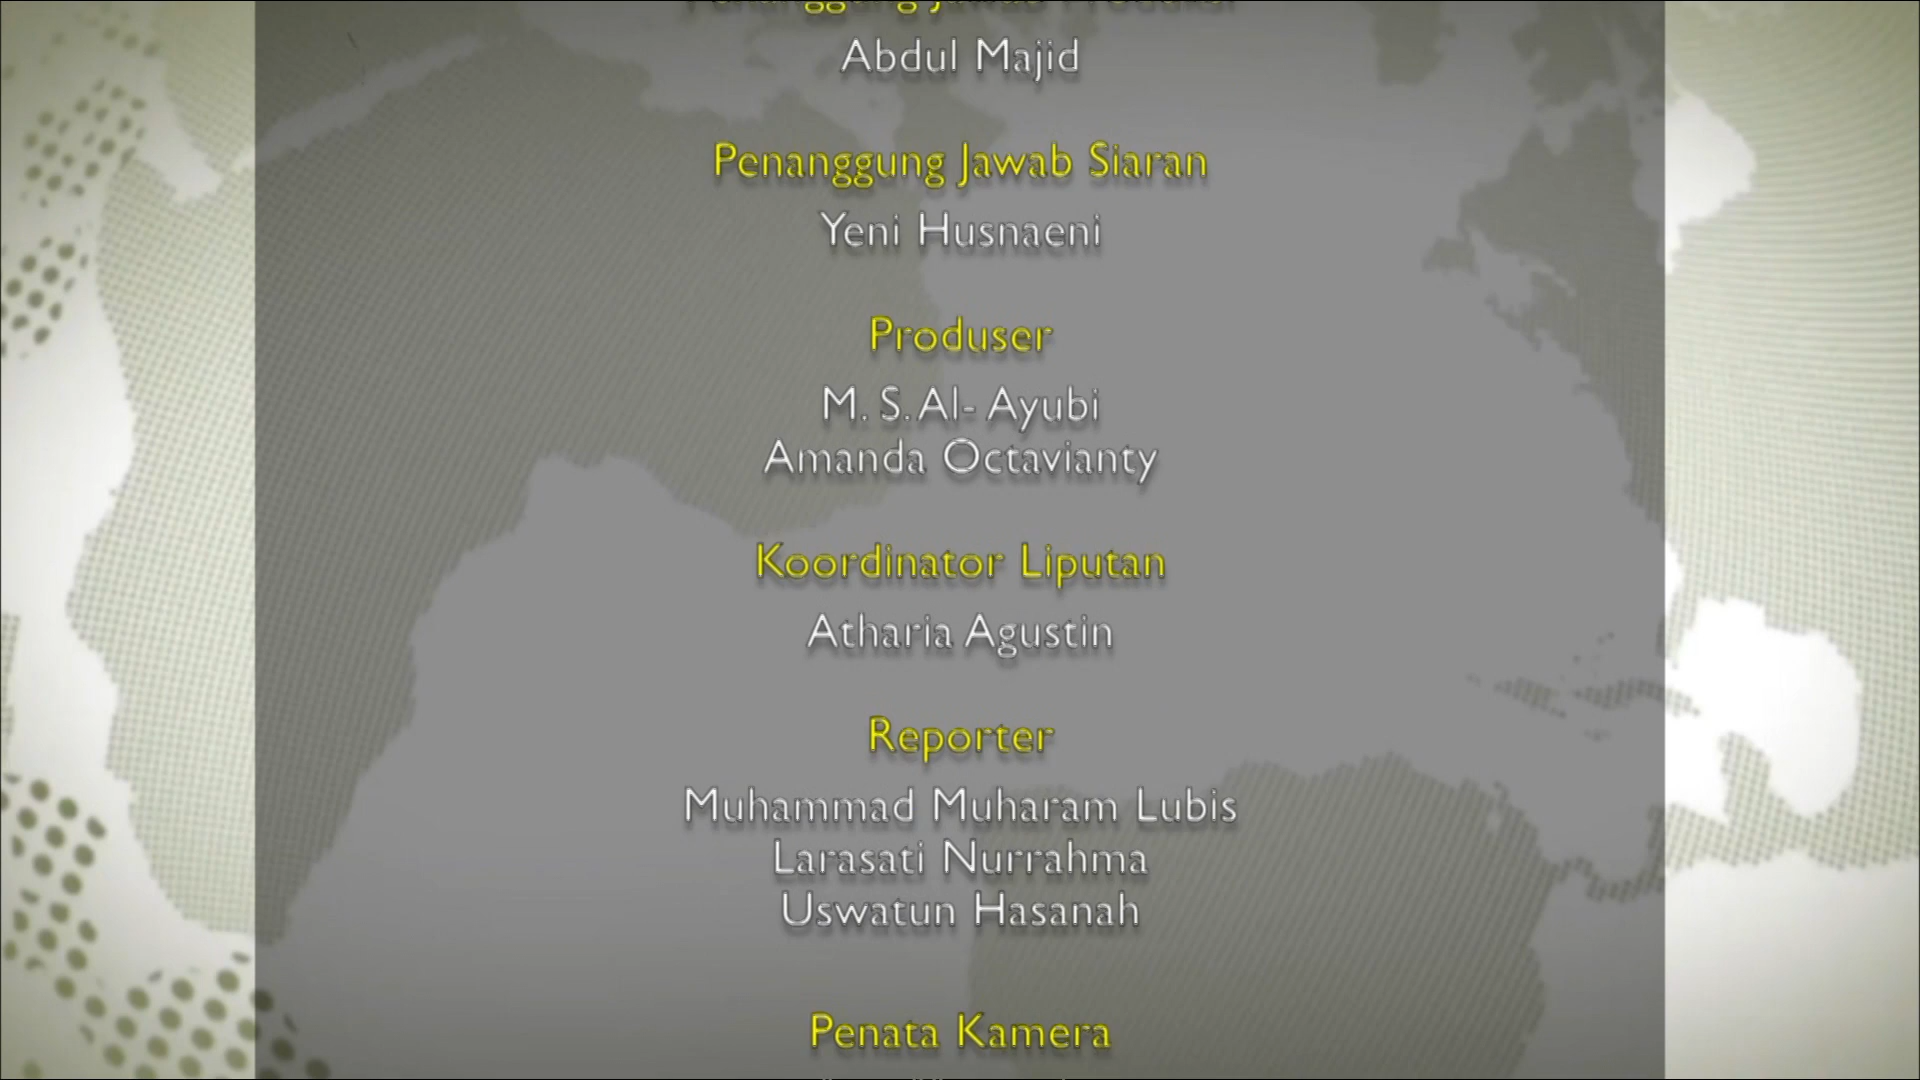 Abdul Majid
Penanggung Jawab Siaran
Yeni Husnaeni
Produser
M. S. Al- Ayubi
Amanda Octavianty
Koordinator Liputan
Atharia Agustin
Reporter
Muhammad Muharam Lubis
Larasati Nurrahma
Uswatun Hasanah
Penata Kamera